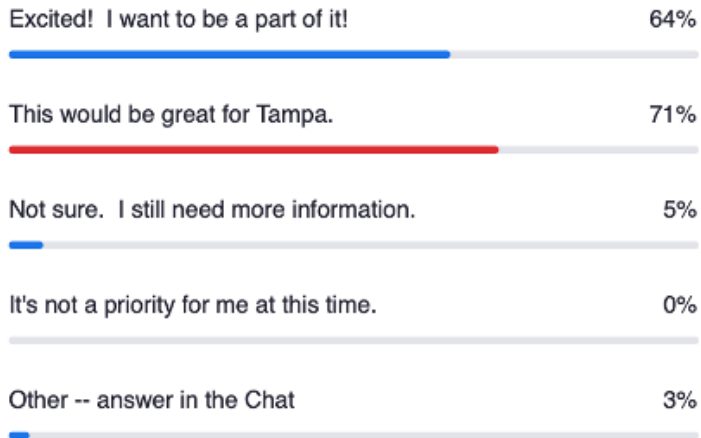 Excited!  I want to be a part of it! 64%
This would be great for Tampa. 71%
Not sure.  I still need more information. 5%
It's not a priority for me at this time. 0%
Other -- answer in the Chat 3%